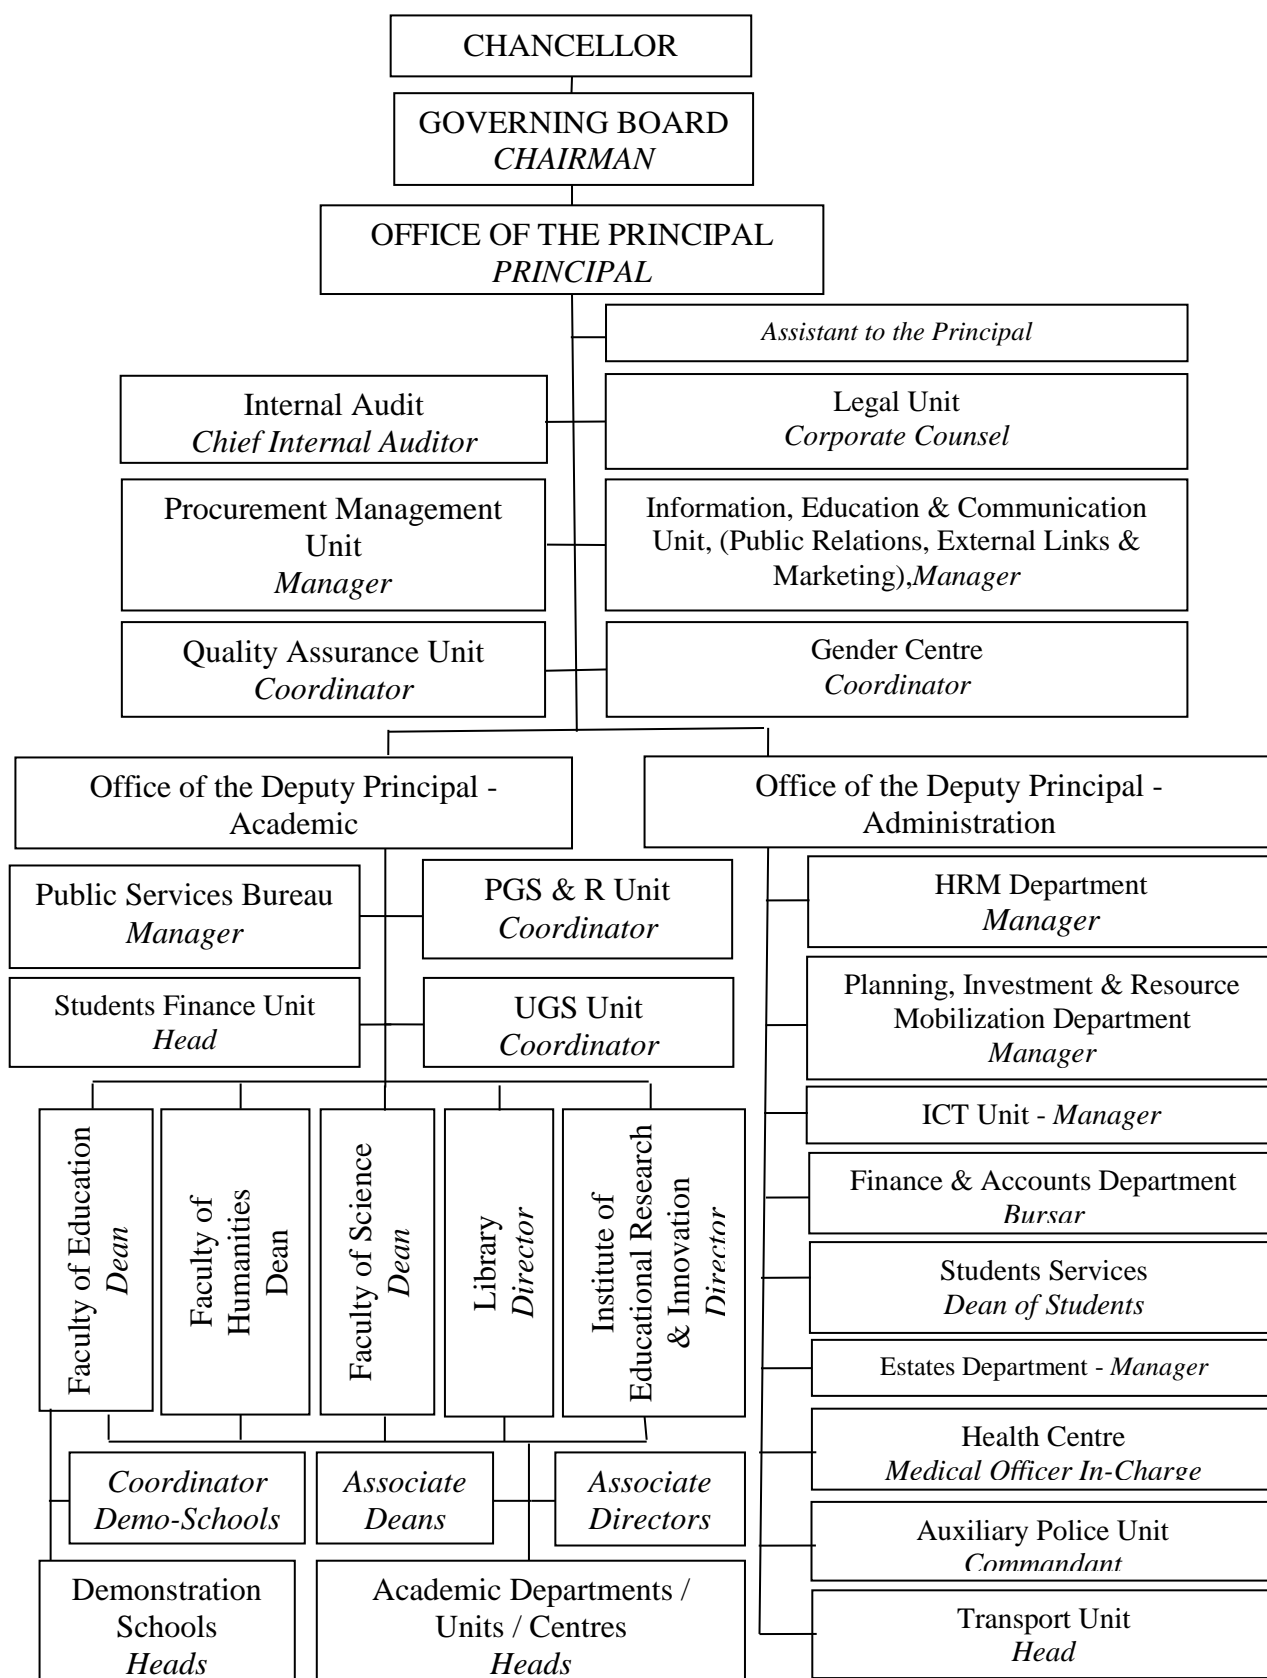 CHANCELLOR
GOVERNING BOARD
CHAIRMAN
OFFICE OF THE PRINCIPAL
PRINCIPAL
Assistant to the Principal
Internal Audit
Chief Internal Auditor
Legal Unit
Corporate Counsel
Procurement Management
Unit
Manager
Information, Education & Communication
Unit, (Public Relations, External Links &
Marketing),Manager
Quality Assurance Unit
Coordinator
Gender Centre
Coordinator
Office of the Deputy Principal -
Academic
Office of the Deputy Principal -
Administration
Public Services Bureau
Manager
PGS & R Unit
Coordinator
Students Finance Unit
Head
UGS Unit
Coordinator
Faculty of Education
Dean
Faculty of
Humanities
Dean
Faculty of Science
Dean
Library
Director
Institute of
Educational Research
& Innovation
Director
Coordinator
Demo-Schools
Associate
Deans
Associate
Directors
Demonstration
Schools
Heads
Academic Departments /
Units / Centres
Heads
HRM Department
Manager
Planning, Investment & Resource
Mobilization Department
Manager
ICT Unit - Manager
Finance & Accounts Department
Bursar
Students Services
Dean of Students
Estates Department - Manager
Health Centre
Medical Officer In-Charge
Auxiliary Police Unit
Commandant
Transport Unit
Head